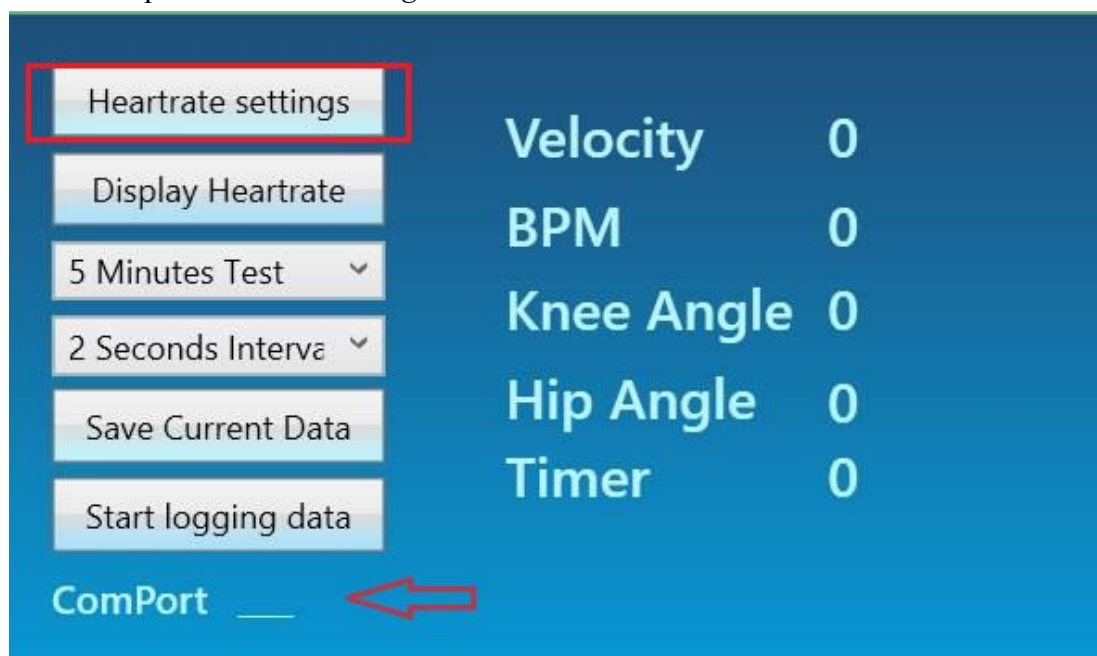 Heartrate settings
Display Heartrate
5 Minutes Test
2 Seconds Interva
Save Current Data
Start logging data
ComPort ___
Velocity 0
BPM 0
Knee Angle 0
Hip Angle 0
Timer 0